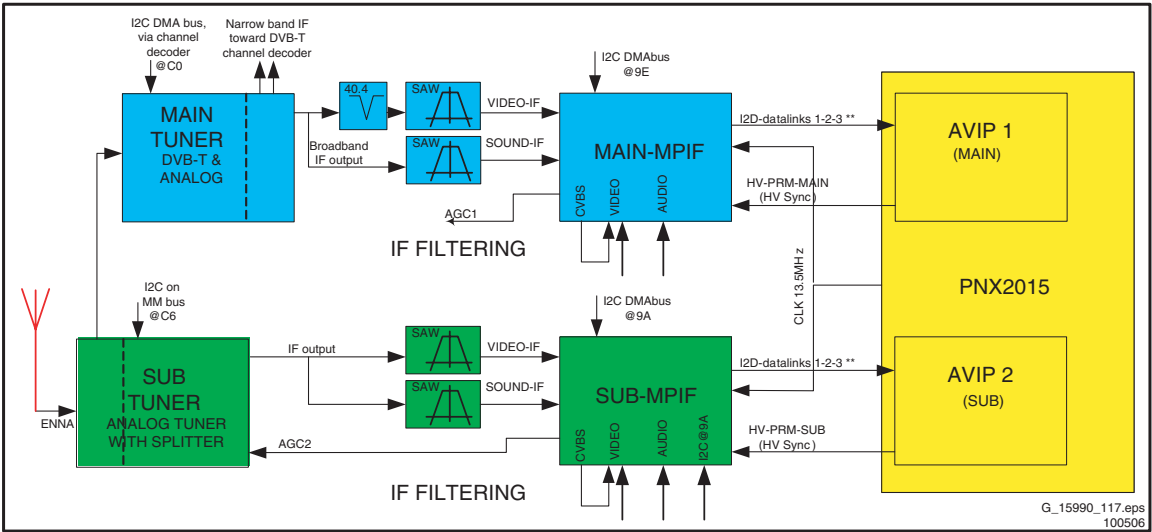 I2C DMA bus,
via channel
decoder
@C0
Narrow band IF
toward DVB-T
channel decoder
MAIN
TUNER
DVB-T &
ANALOG
Broadband
IF output
40.4
SAW
VIDEO-IF
SAW
SOUND-IF
I2C DMAbus
@9E
MAIN-MPIF
CVBS
VIDEO
AUDIO
AGC1
IF FILTERING
I2D-datalinks 1-2-3 **
HV-PRM-MAIN
(HV Sync)
AVIP 1
(MAIN)
CLK 13.5MHz
PNX2015
I2C on
MM bus
@C6
ENNA
SUB
TUNER
ANALOG TUNER
WITH SPLITTER
IF output
SAW
VIDEO-IF
SAW
SOUND-IF
AGC2
I2C DMAbus
@9A
SUB-MPIF
CVBS
VIDEO
AUDIO
I2C@9A
IF FILTERING
I2D-datalinks 1-2-3 **
HV-PRM-SUB
(HV Sync)
AVIP 2
(SUB)
G_15990_117.eps
100506